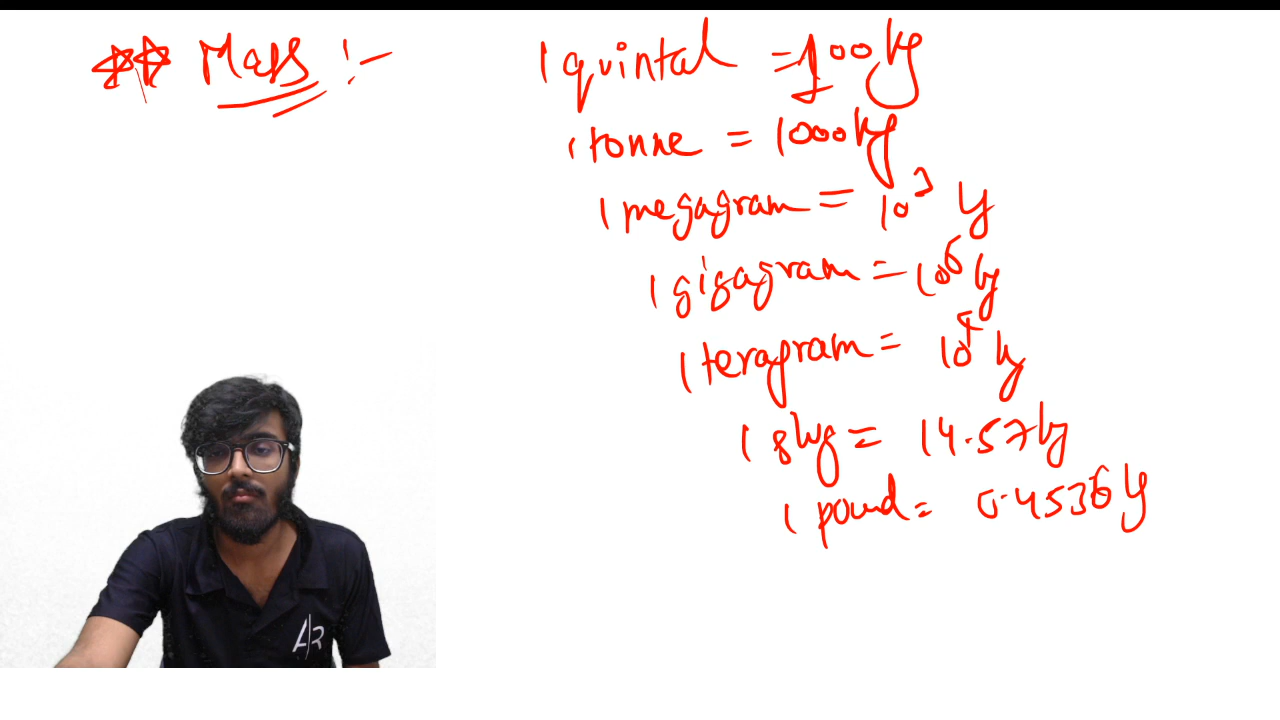 ** Mass :-
1 quintal = 100 kg
1 tonne = 1000 kg
1 megagram = 10³ kg
1 gigagram = 10⁶ kg
1 teragram = 10⁹ kg
1 slug = 14.57 kg
1 pound = 0.4536 kg
A/R